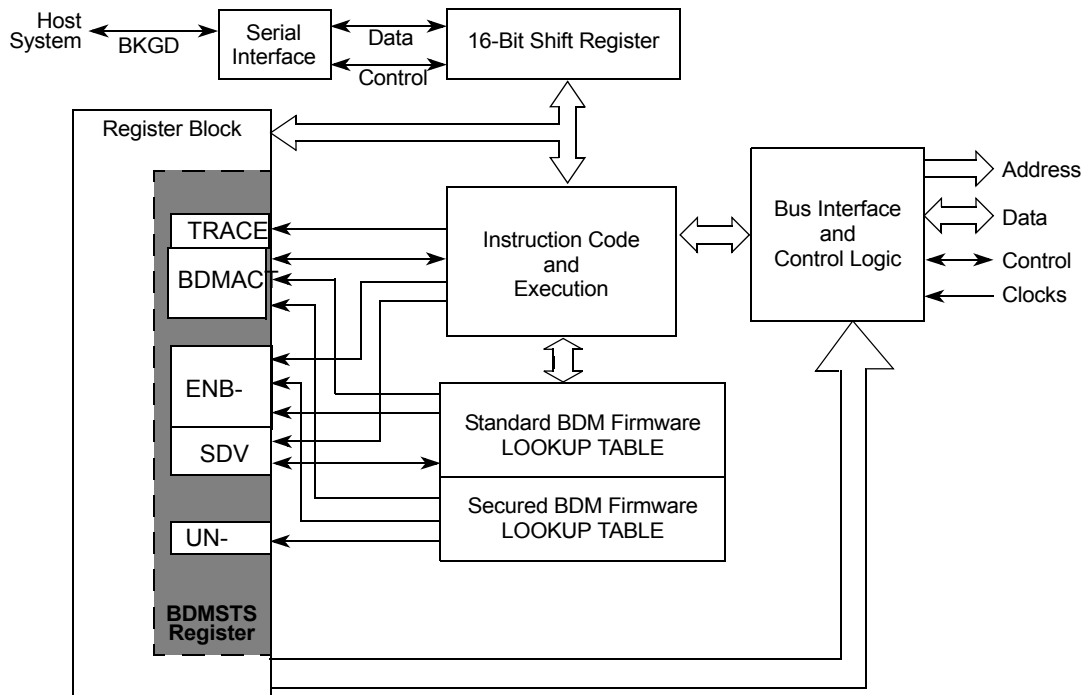 Host
System
BKGD
Serial
Interface
Data
Control
16-Bit Shift Register
Register Block
TRACE
BDMACT
ENB-
SDV
UN-
BDMSTS
Register
Instruction Code
and
Execution
Standard BDM Firmware
LOOKUP TABLE
Secured BDM Firmware
LOOKUP TABLE
Bus Interface
and
Control Logic
Address
Data
Control
Clocks